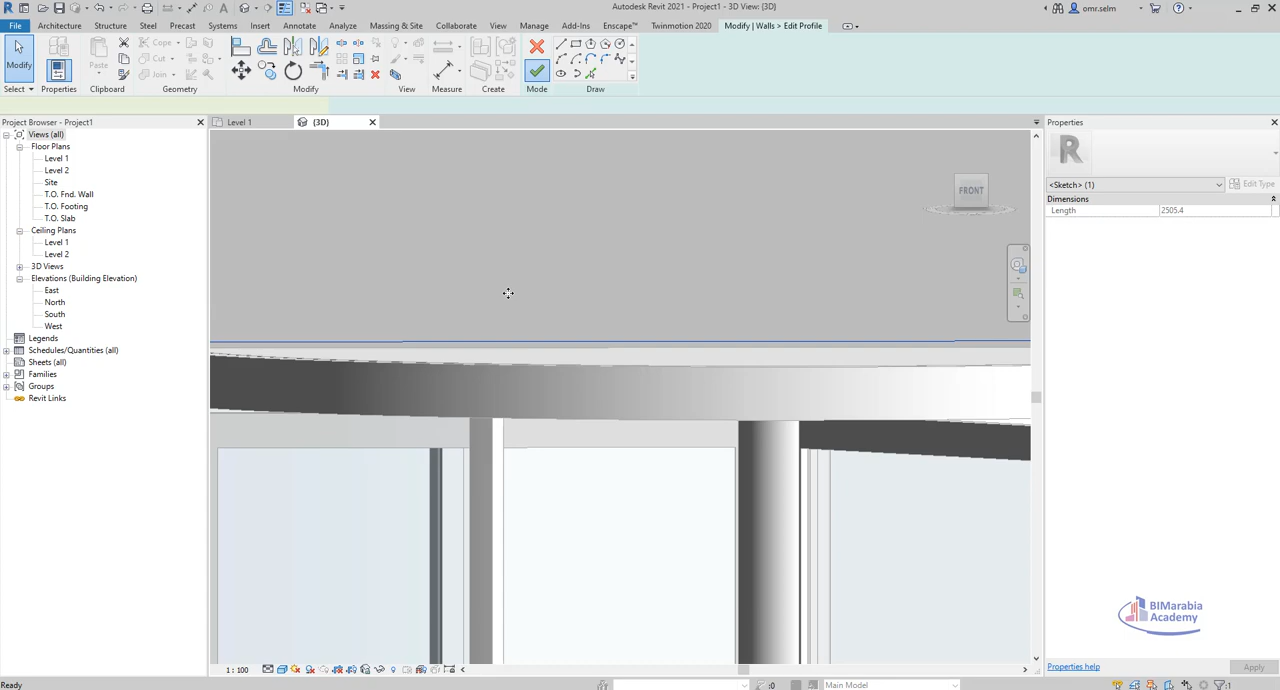 Autodesk Revit 2021 - Project1 - 3D View: {3D}
omr.selm
File Architecture Structure Steel Precast Systems Insert Annotate Analyze Massing & Site Collaborate View Manage Add-Ins Enscape™ Twinmotion 2020 Modify | Walls > Edit Profile
Modify Paste Cope Cut Join
Select Properties Clipboard Geometry Modify View Measure Create Mode Draw
Project Browser - Project1
Level 1
{3D}
Properties
Views (all)
Floor Plans
Level 1
Level 2
Site
T.O. Fnd. Wall
T.O. Footing
T.O. Slab
Ceiling Plans
Level 1
Level 2
3D Views
Elevations (Building Elevation)
East
North
South
West
Legends
Schedules/Quantities (all)
Sheets (all)
Families
Groups
Revit Links
FRONT
R
<Sketch> (1)
Edit Type
Dimensions
Length 2505.4
BIMarabia
Academy
Properties help
Apply
1 : 100
Ready
:0
Main Model
:1